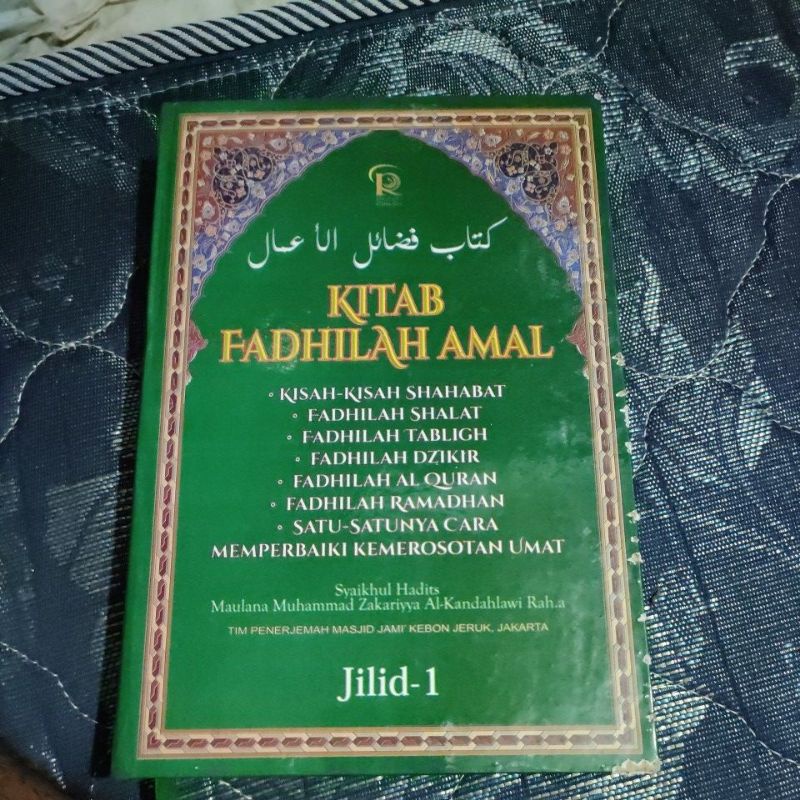 كتاب فضائل الأعمال
KITAB
FADHILAH AMAL
• KISAH-KISAH SHAHABAT
• FADHILAH SHALAT
• FADHILAH TABLIGH
• FADHILAH DZIKIR
• FADHILAH AL QURAN
• FADHILAH RAMADHAN
• SATU-SATUNYA CARA
MEMPERBAIKI KEMEROSOTAN UMAT
Syaikhul Hadits
Maulana Muhammad Zakariyya Al-Kandahlawi Rah.a
TIM PENERJEMAH MASJID JAMI' KEBON JERUK, JAKARTA
Jilid-1